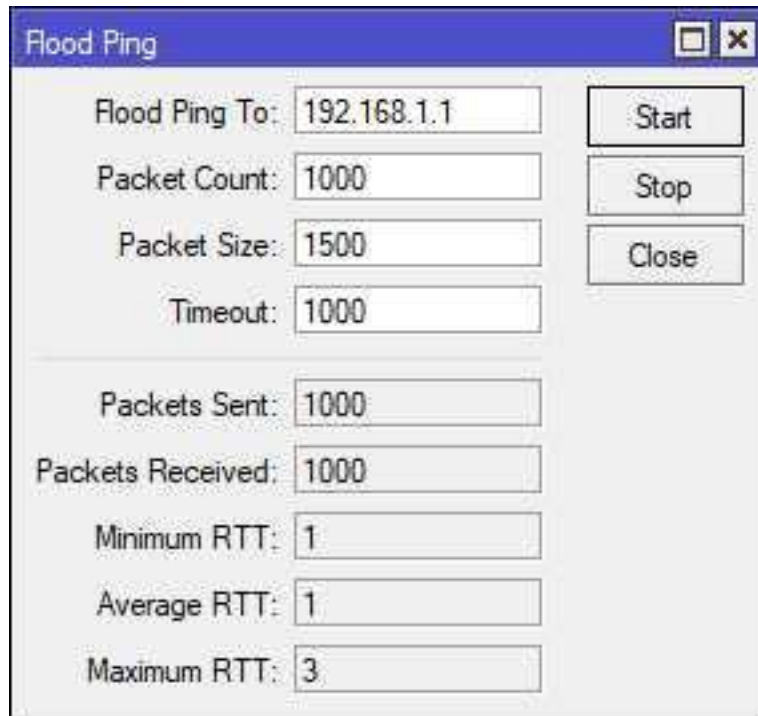 Flood Ping
Flood Ping To: 192.168.1.1 Start
Packet Count: 1000 Stop
Packet Size: 1500 Close
Timeout: 1000
Packets Sent: 1000
Packets Received: 1000
Minimum RTT: 1
Average RTT: 1
Maximum RTT: 3